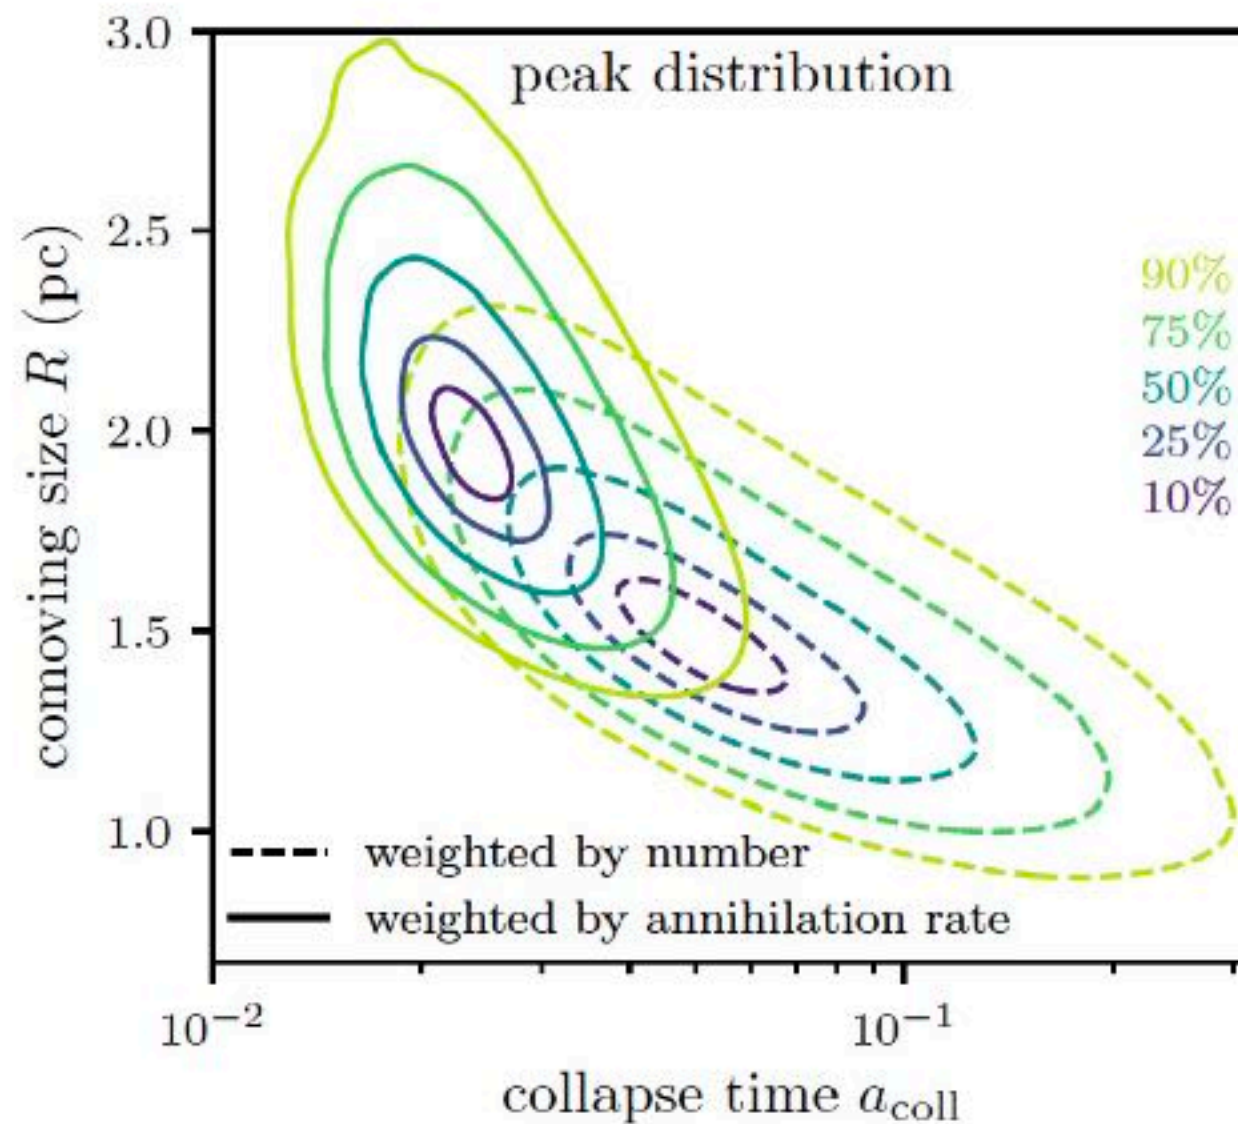 peak distribution
3.0
2.5
2.0
1.5
1.0
comoving size R (pc)
90%
75%
50%
25%
10%
weighted by number
weighted by annihilation rate
10⁻² 10⁻¹
collapse time a_coll